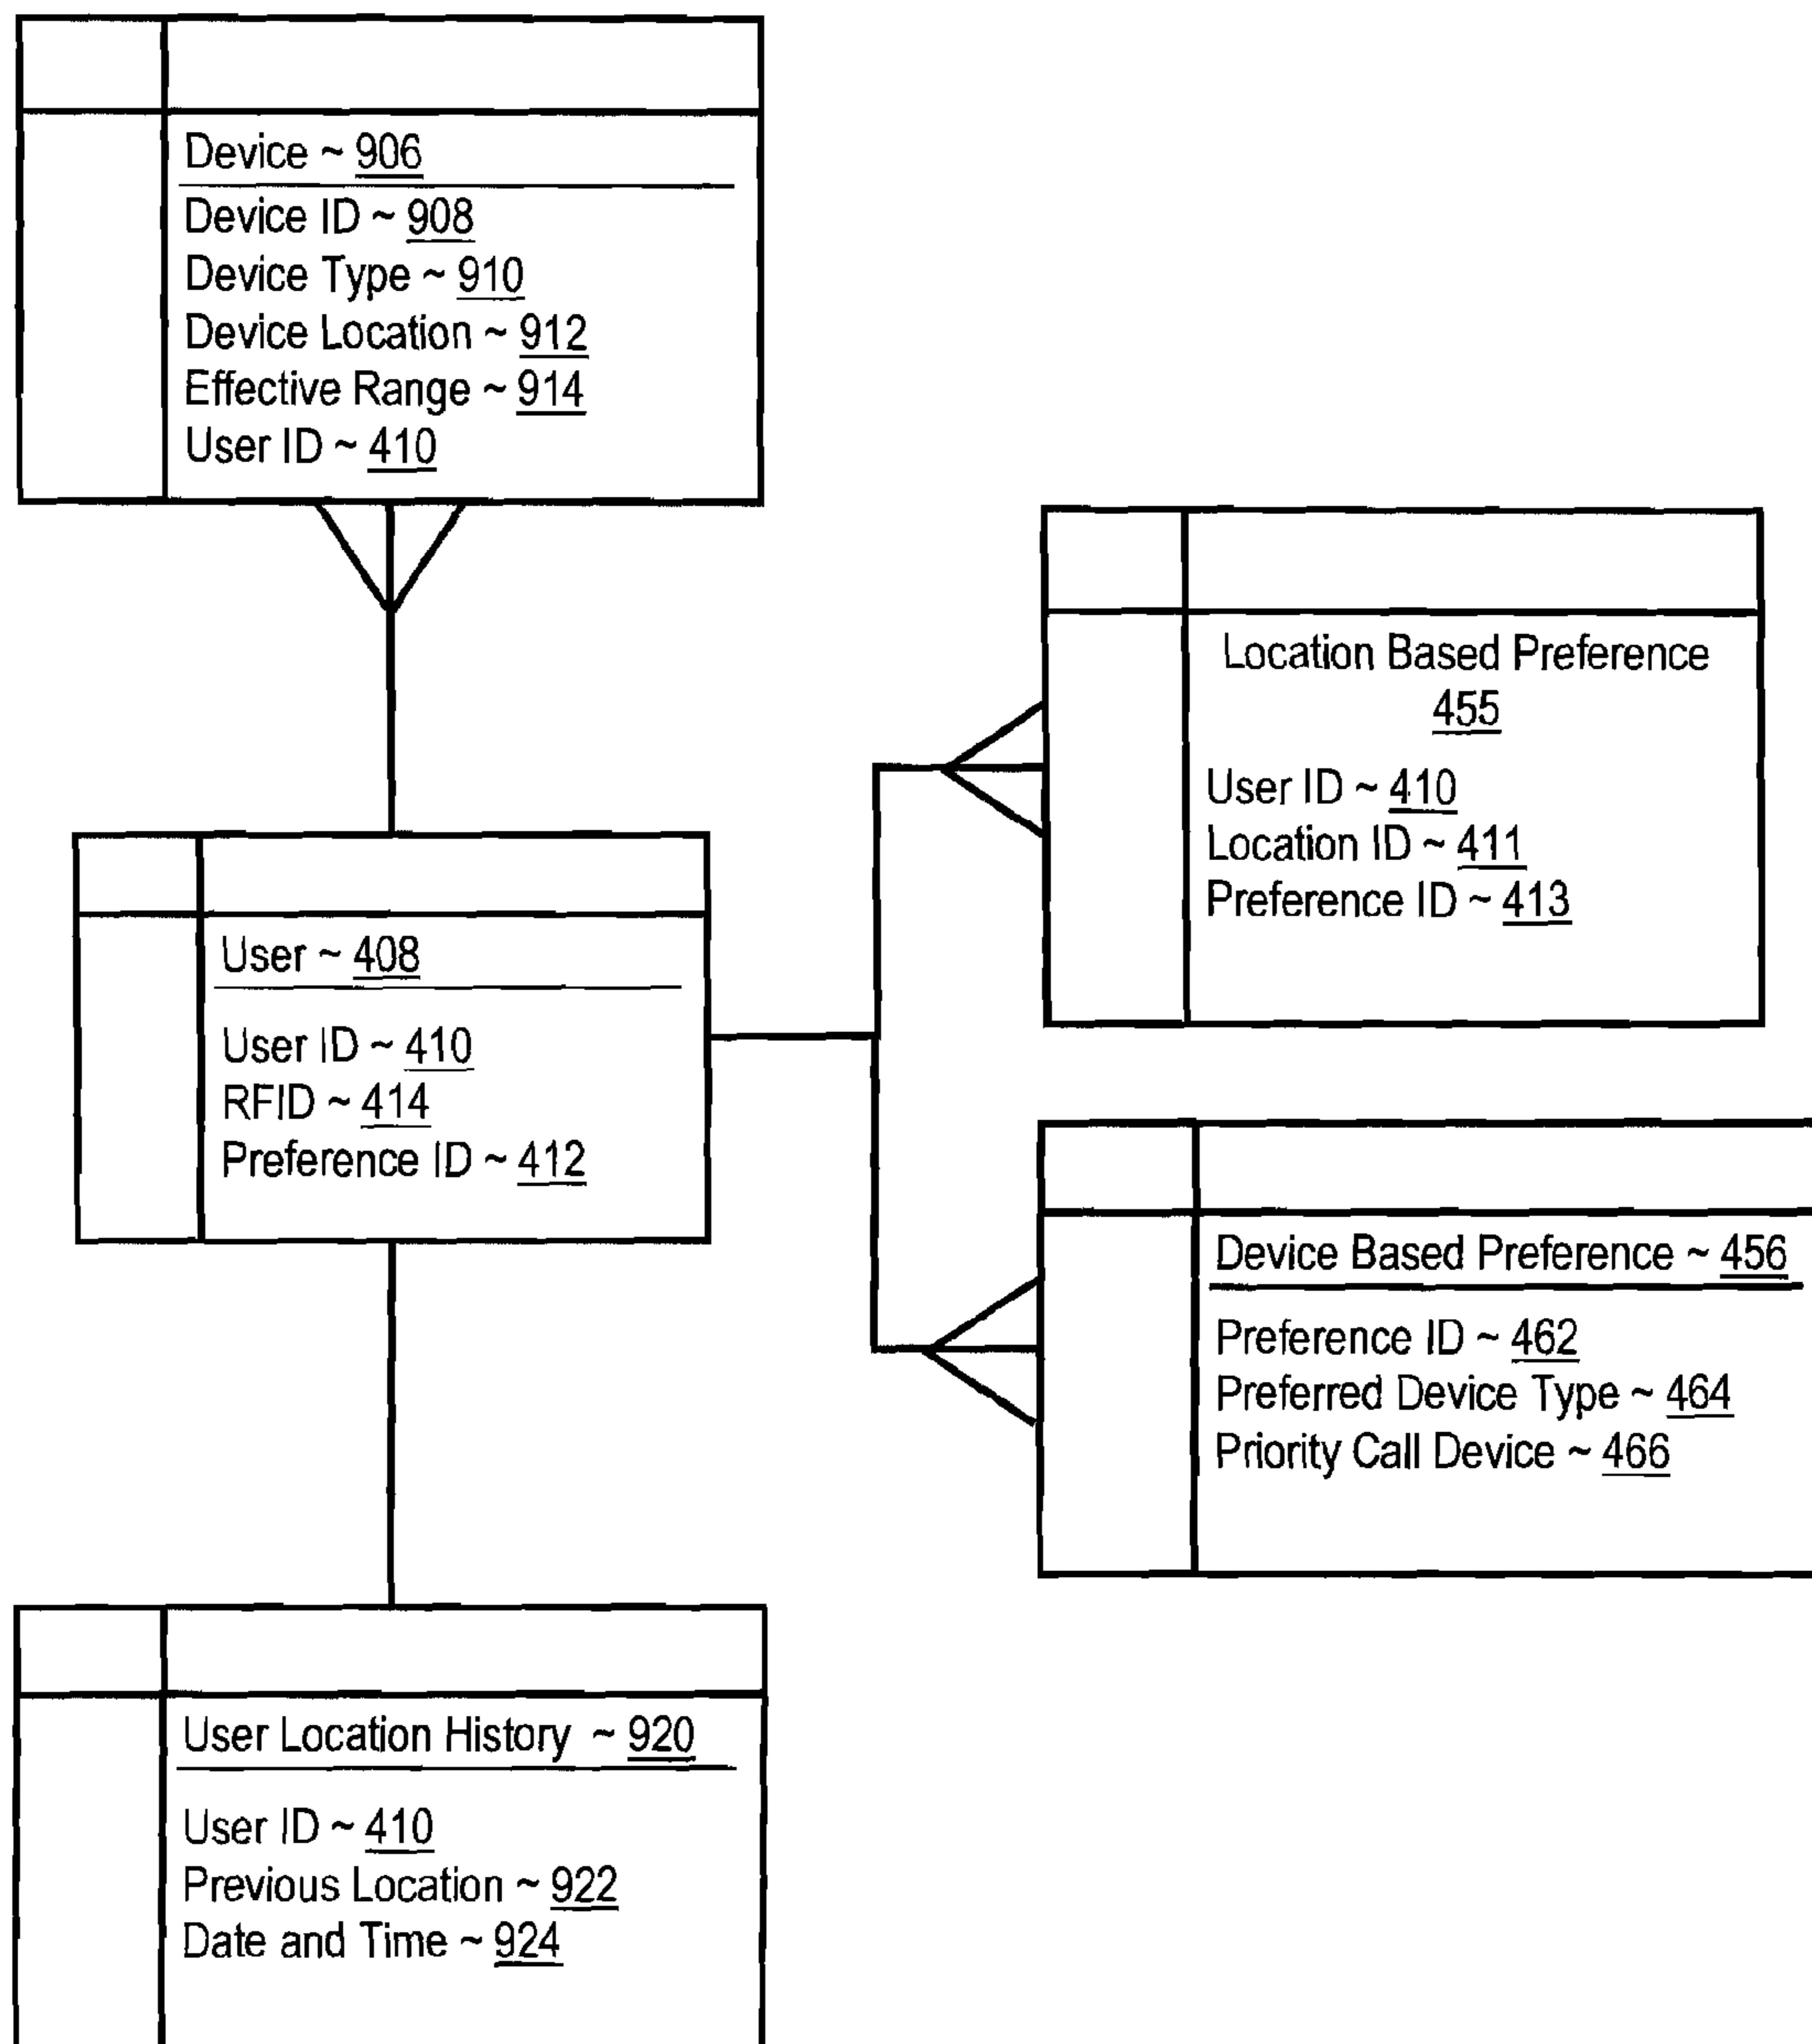 Device ~ 906
Device ID ~ 908
Device Type ~ 910
Device Location ~ 912
Effective Range ~ 914
User ID ~ 410
Location Based Preference
455
User ID ~ 410
Location ID ~ 411
Preference ID ~ 413
User ~ 408
User ID ~ 410
RFID ~ 414
Preference ID ~ 412
Device Based Preference ~ 456
Preference ID ~ 462
Preferred Device Type ~ 464
Priority Call Device ~ 466
User Location History ~ 920
User ID ~ 410
Previous Location ~ 922
Date and Time ~ 924